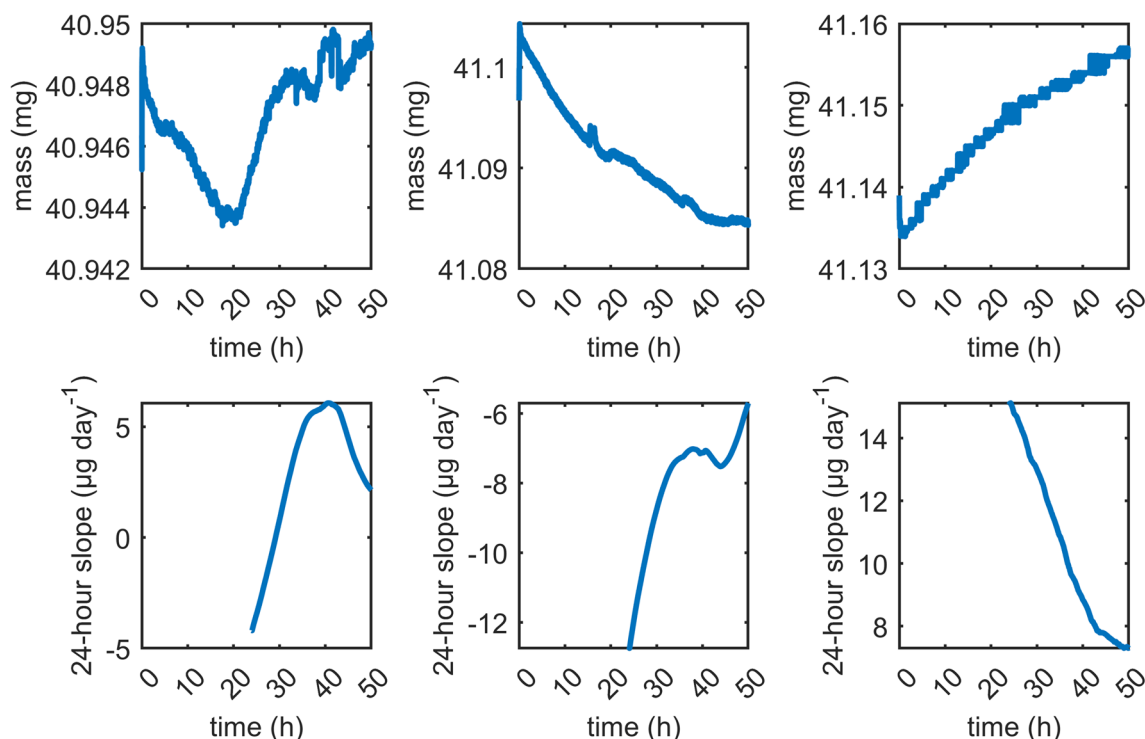 40.95
40.948
40.946
40.944
40.942
mass (mg)
0 10 20 30 40 50
time (h)
41.1
41.09
41.08
mass (mg)
0 10 20 30 40 50
time (h)
41.16
41.15
41.14
41.13
mass (mg)
0 10 20 30 40 50
time (h)
5
0
-5
24-hour slope (µg day⁻¹)
0 10 20 30 40 50
time (h)
-6
-8
-10
-12
24-hour slope (µg day⁻¹)
0 10 20 30 40 50
time (h)
14
12
10
8
24-hour slope (µg day⁻¹)
0 10 20 30 40 50
time (h)